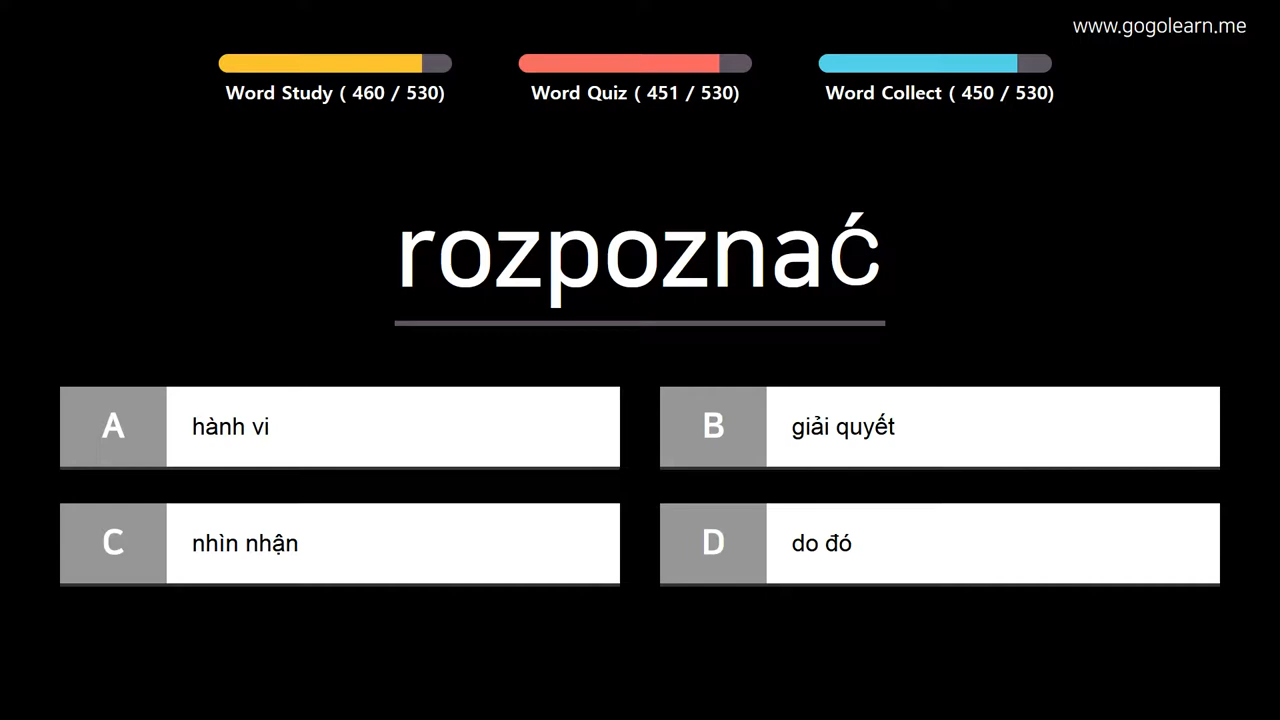 www.gogolearn.me
Word Study ( 460 / 530)
Word Quiz ( 451 / 530)
Word Collect ( 450 / 530)
rozpoznać
A hành vi
B giải quyết
C nhìn nhận
D do đó